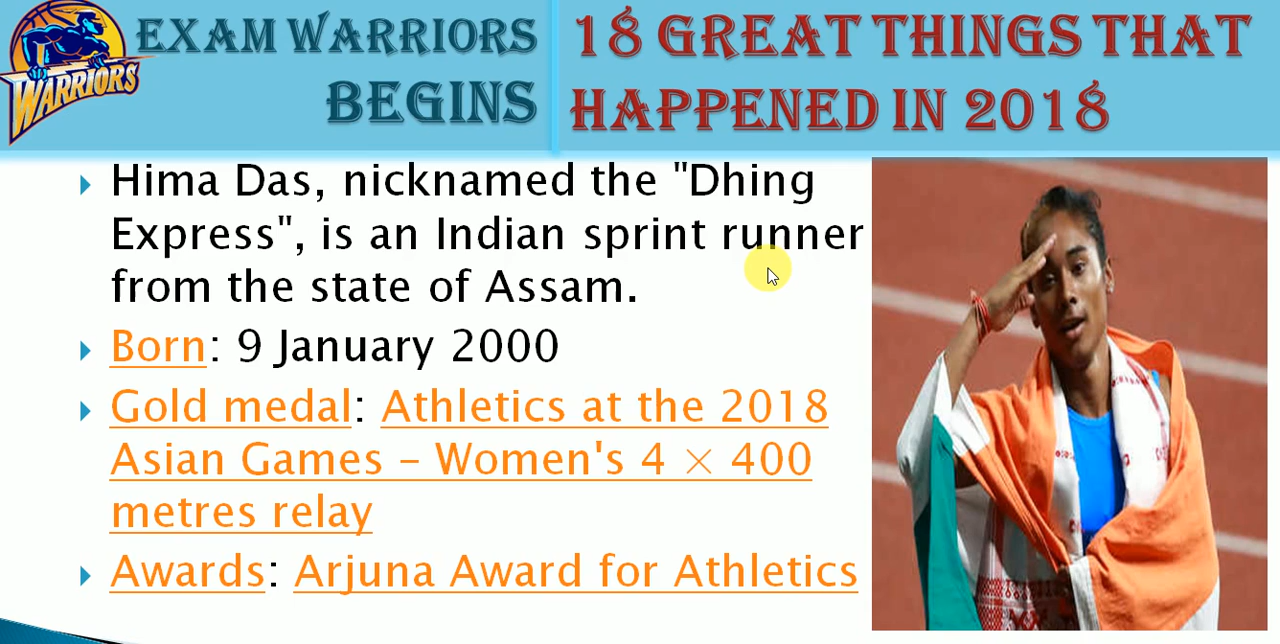 WARRIORS
EXAM WARRIORS
BEGINS
18 GREAT THINGS THAT
HAPPENED IN 2018
Hima Das, nicknamed the "Dhing
Express", is an Indian sprint runner
from the state of Assam.
Born: 9 January 2000
Gold medal: Athletics at the 2018
Asian Games – Women's 4 × 400
metres relay
Awards: Arjuna Award for Athletics